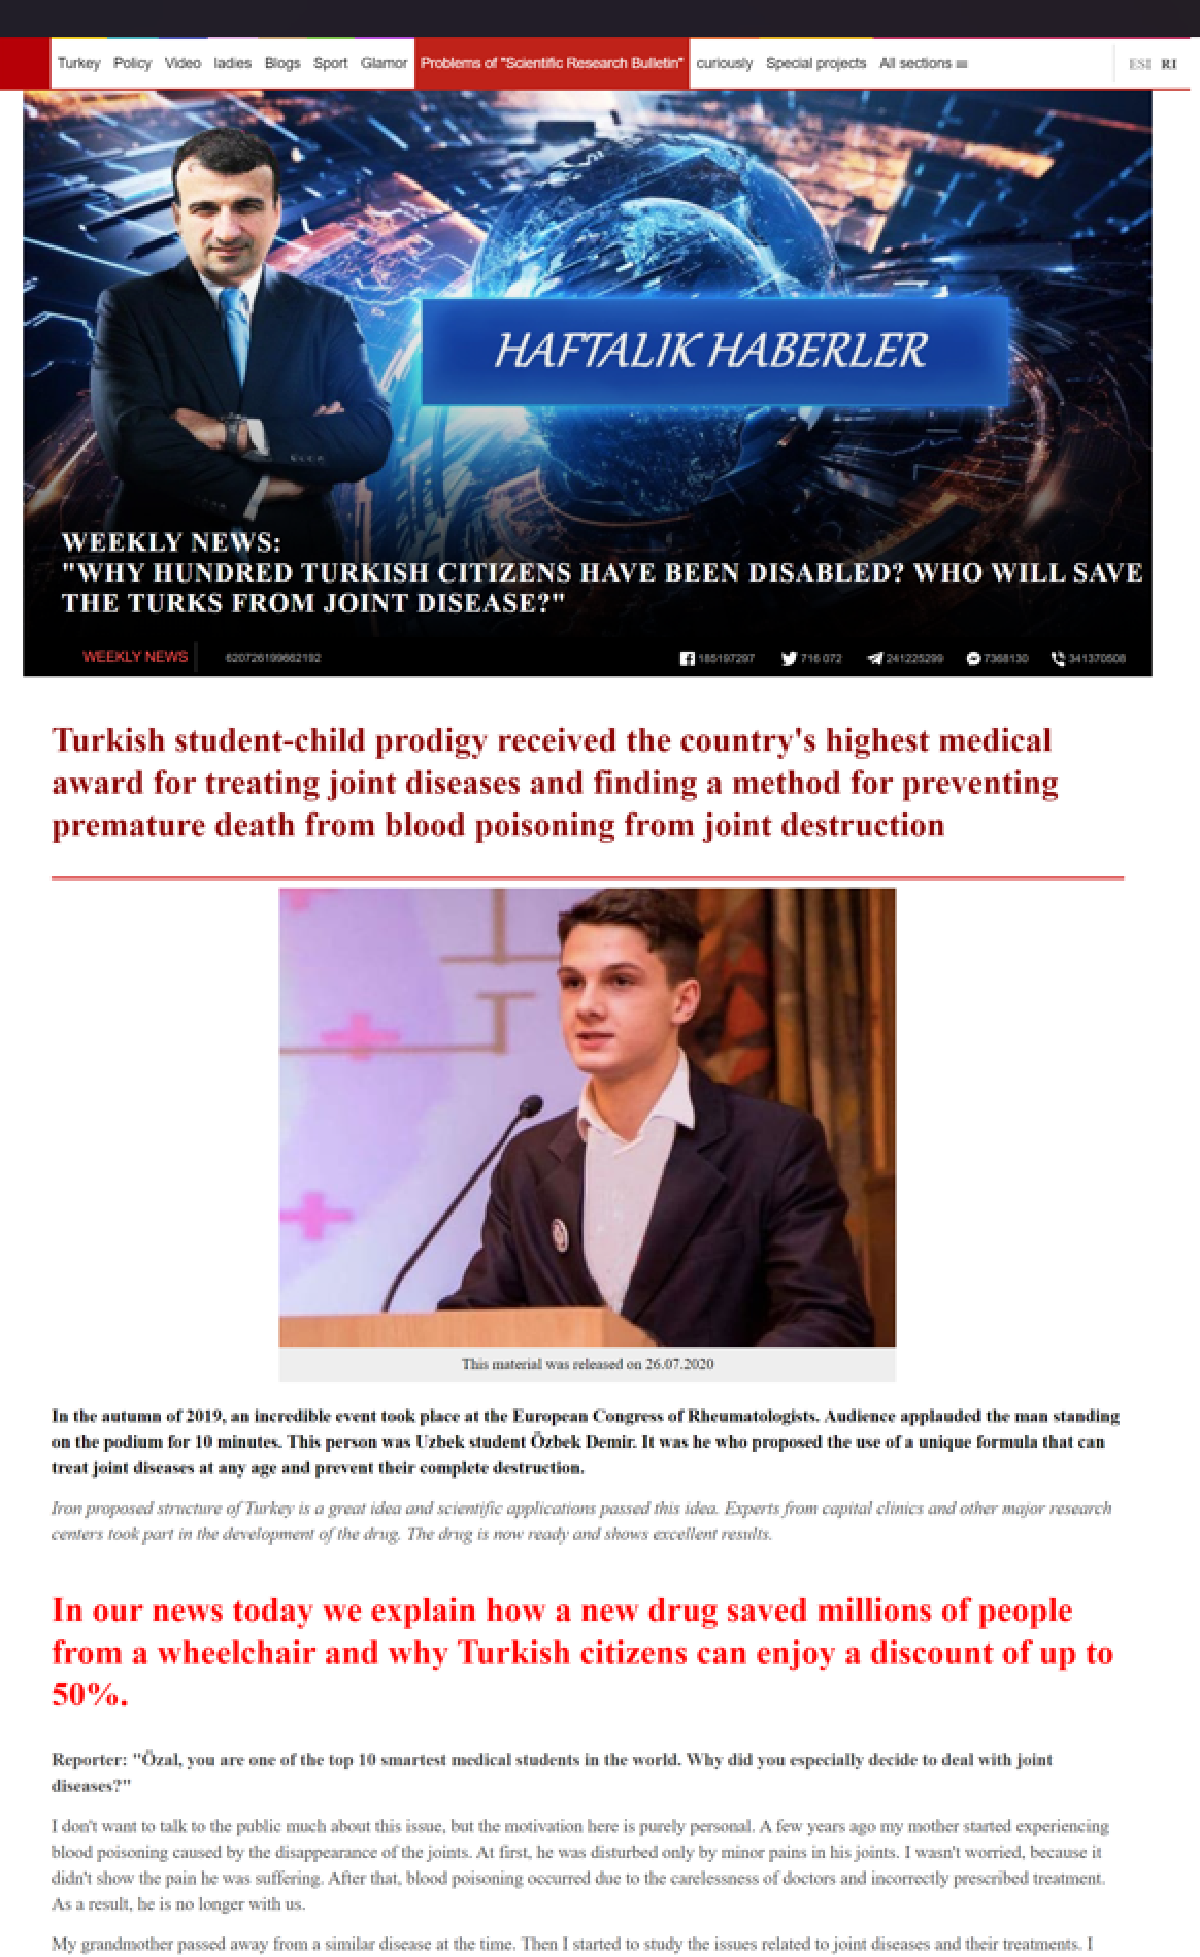 Turkey Policy Video ladies Blogs Sport Glamor Problems of "Scientific Research Bulletin" curiously Special projects All sections ESI RI
HAFTALIK HABERLER
WEEKLY NEWS:
"WHY HUNDRED TURKISH CITIZENS HAVE BEEN DISABLED? WHO WILL SAVE
THE TURKS FROM JOINT DISEASE?"
WEEKLY NEWS 620726199662192 185197297 716 072 241225299 7368130 341370508
Turkish student-child prodigy received the country's highest medical
award for treating joint diseases and finding a method for preventing
premature death from blood poisoning from joint destruction
This material was released on 26.07.2020
In the autumn of 2019, an incredible event took place at the European Congress of Rheumatologists. Audience applauded the man standing
on the podium for 10 minutes. This person was Uzbek student Özbek Demir. It was he who proposed the use of a unique formula that can
treat joint diseases at any age and prevent their complete destruction.
Iron proposed structure of Turkey is a great idea and scientific applications passed this idea. Experts from capital clinics and other major research
centers took part in the development of the drug. The drug is now ready and shows excellent results.
In our news today we explain how a new drug saved millions of people
from a wheelchair and why Turkish citizens can enjoy a discount of up to
50%.
Reporter: "Özal, you are one of the top 10 smartest medical students in the world. Why did you especially decide to deal with joint
diseases?"
I don't want to talk to the public much about this issue, but the motivation here is purely personal. A few years ago my mother started experiencing
blood poisoning caused by the disappearance of the joints. At first, he was disturbed only by minor pains in his joints. I wasn't worried, because it
didn't show the pain he was suffering. After that, blood poisoning occurred due to the carelessness of doctors and incorrectly prescribed treatment.
As a result, he is no longer with us.
My grandmother passed away from a similar disease at the time. Then I started to study the issues related to joint diseases and their treatments. I